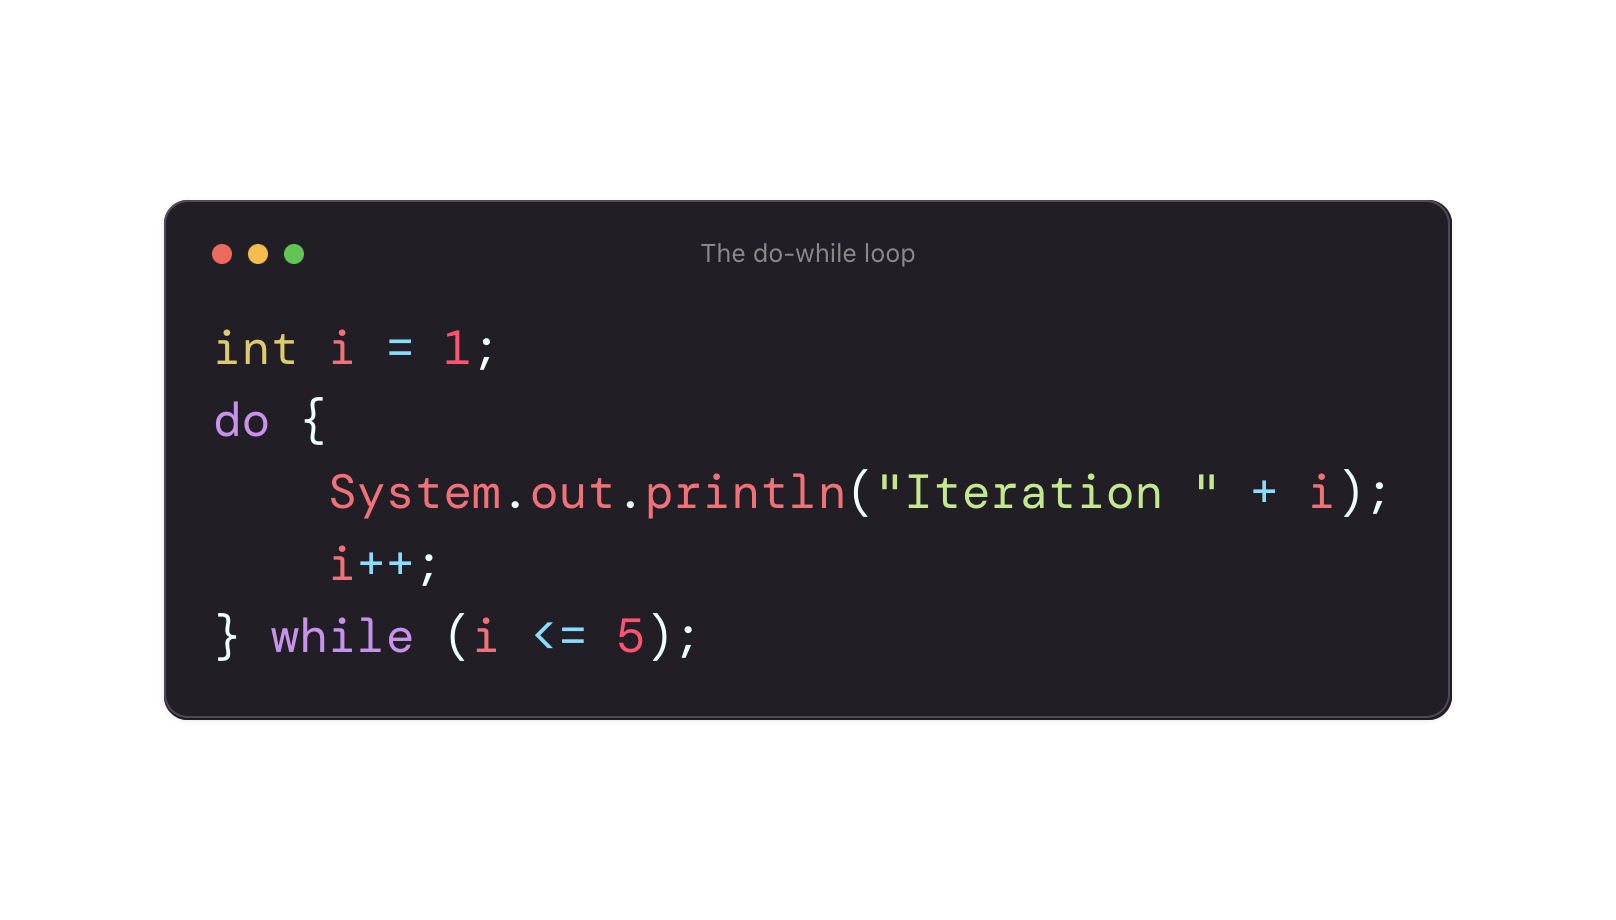 The do-while loop
int i = 1;
do {
    System.out.println("Iteration " + i);
    i++;
} while (i <= 5);